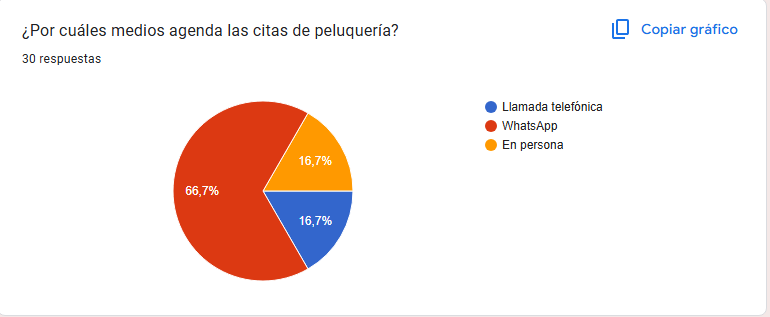 ¿Por cuáles medios agenda las citas de peluquería?
Copiar gráfico
30 respuestas
Llamada telefónica
WhatsApp
En persona
16,7%
66,7%
16,7%